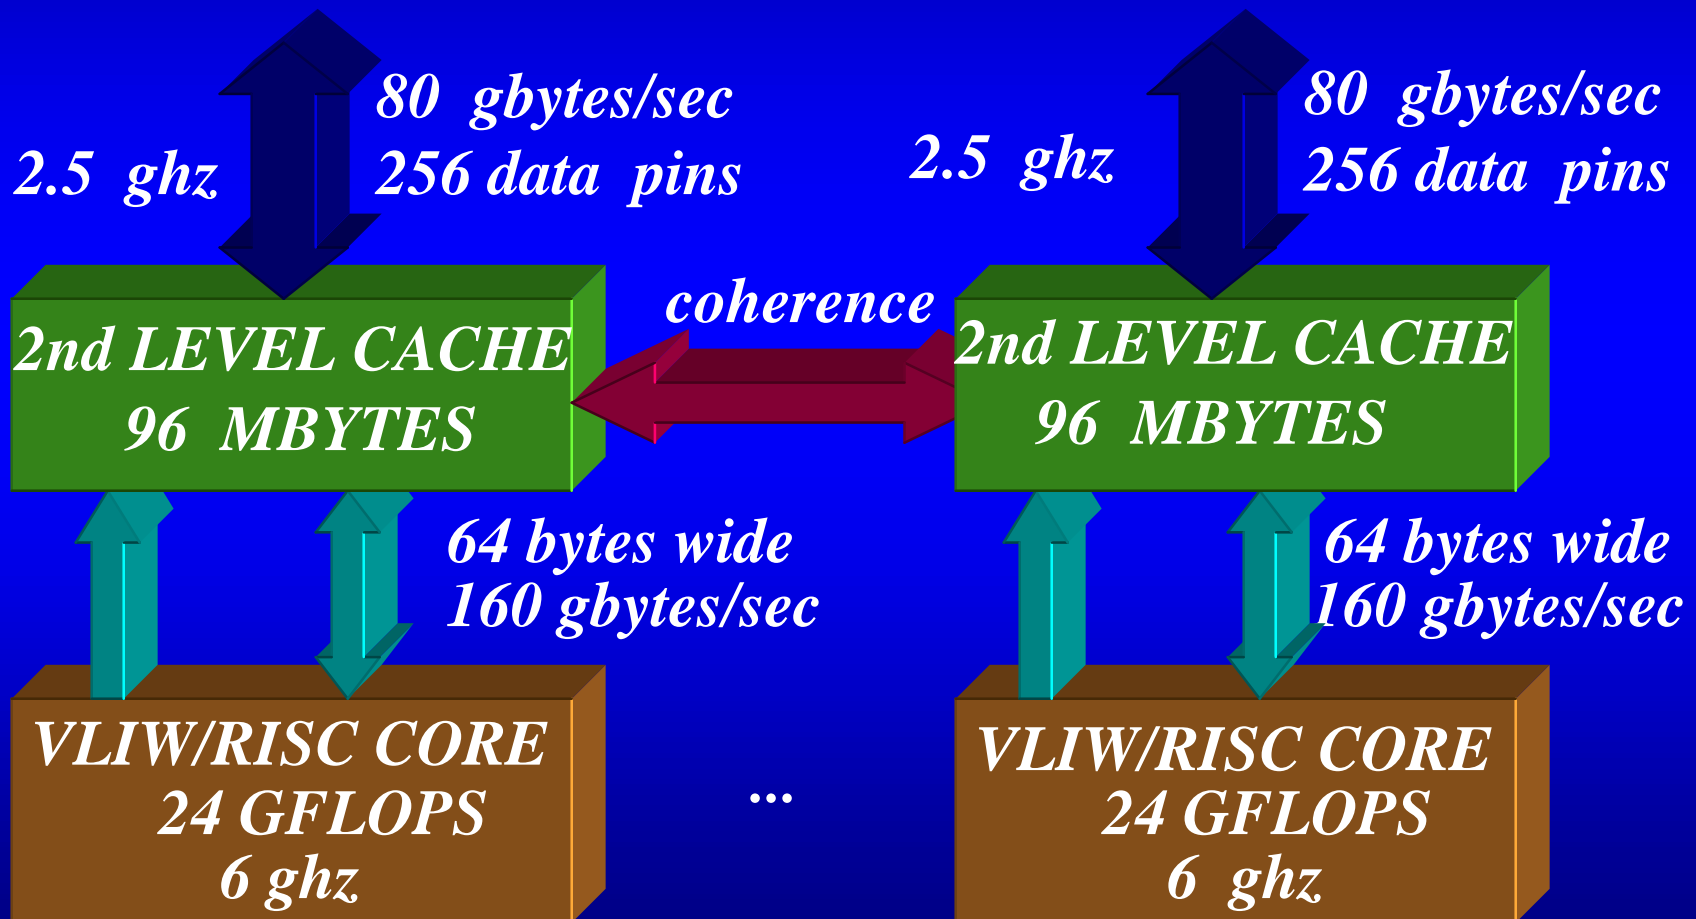 80 gbytes/sec
256 data pins
2.5 ghz
80 gbytes/sec
256 data pins
2.5 ghz
coherence
2nd LEVEL CACHE
96 MBYTES
2nd LEVEL CACHE
96 MBYTES
64 bytes wide
160 gbytes/sec
64 bytes wide
160 gbytes/sec
VLIW/RISC CORE
24 GFLOPS
6 ghz
...
VLIW/RISC CORE
24 GFLOPS
6 ghz